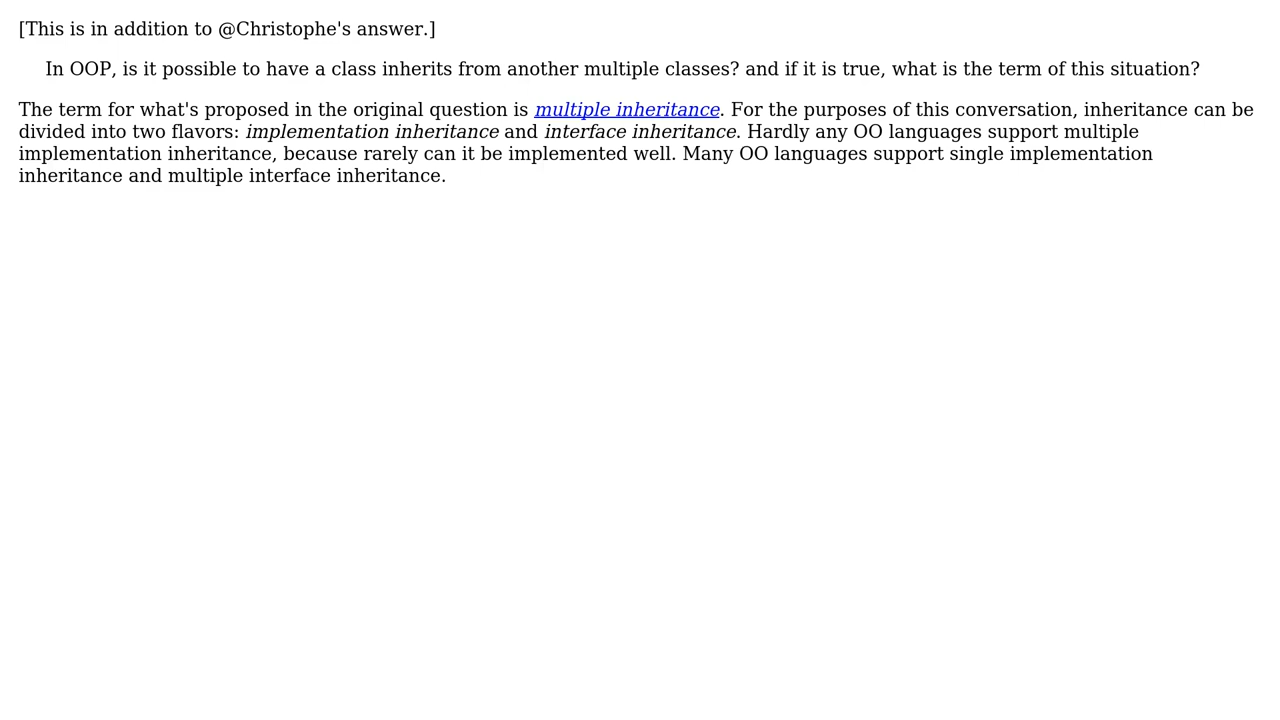 [This is in addition to @Christophe's answer.]
In OOP, is it possible to have a class inherits from another multiple classes? and if it is true, what is the term of this situation?
The term for what's proposed in the original question is multiple inheritance. For the purposes of this conversation, inheritance can be
divided into two flavors: implementation inheritance and interface inheritance. Hardly any OO languages support multiple
implementation inheritance, because rarely can it be implemented well. Many OO languages support single implementation
inheritance and multiple interface inheritance.